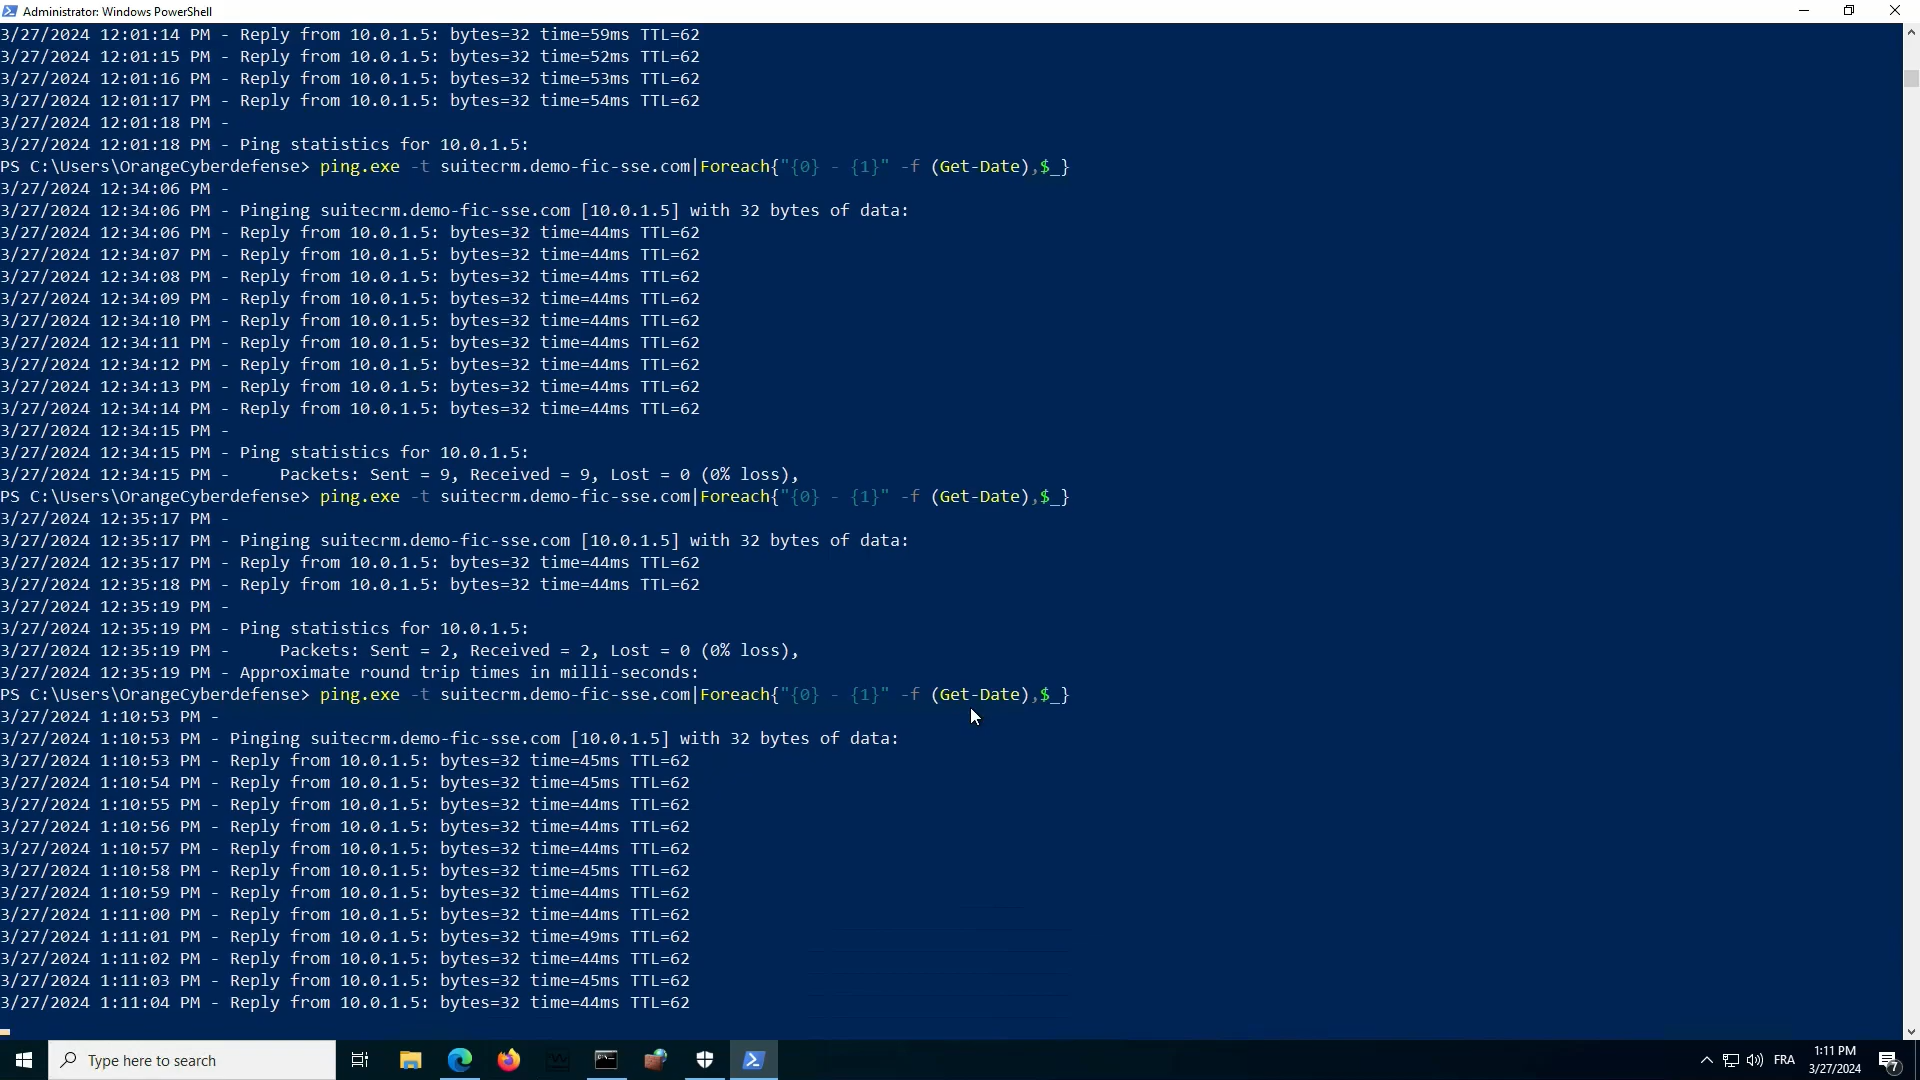 Administrator: Windows PowerShell
3/27/2024 12:01:14 PM - Reply from 10.0.1.5: bytes=32 time=59ms TTL=62
3/27/2024 12:01:15 PM - Reply from 10.0.1.5: bytes=32 time=52ms TTL=62
3/27/2024 12:01:16 PM - Reply from 10.0.1.5: bytes=32 time=53ms TTL=62
3/27/2024 12:01:17 PM - Reply from 10.0.1.5: bytes=32 time=54ms TTL=62
3/27/2024 12:01:18 PM -
3/27/2024 12:01:18 PM - Ping statistics for 10.0.1.5:
PS C:\Users\OrangeCyberdefense> ping.exe -t suitecrm.demo-fic-sse.com|Foreach{"{0} - {1}" -f (Get-Date),$_}
3/27/2024 12:34:06 PM -
3/27/2024 12:34:06 PM - Pinging suitecrm.demo-fic-sse.com [10.0.1.5] with 32 bytes of data:
3/27/2024 12:34:06 PM - Reply from 10.0.1.5: bytes=32 time=44ms TTL=62
3/27/2024 12:34:07 PM - Reply from 10.0.1.5: bytes=32 time=44ms TTL=62
3/27/2024 12:34:08 PM - Reply from 10.0.1.5: bytes=32 time=44ms TTL=62
3/27/2024 12:34:09 PM - Reply from 10.0.1.5: bytes=32 time=44ms TTL=62
3/27/2024 12:34:10 PM - Reply from 10.0.1.5: bytes=32 time=44ms TTL=62
3/27/2024 12:34:11 PM - Reply from 10.0.1.5: bytes=32 time=44ms TTL=62
3/27/2024 12:34:12 PM - Reply from 10.0.1.5: bytes=32 time=44ms TTL=62
3/27/2024 12:34:13 PM - Reply from 10.0.1.5: bytes=32 time=44ms TTL=62
3/27/2024 12:34:14 PM - Reply from 10.0.1.5: bytes=32 time=44ms TTL=62
3/27/2024 12:34:15 PM -
3/27/2024 12:34:15 PM - Ping statistics for 10.0.1.5:
3/27/2024 12:34:15 PM -     Packets: Sent = 9, Received = 9, Lost = 0 (0% loss),
PS C:\Users\OrangeCyberdefense> ping.exe -t suitecrm.demo-fic-sse.com|Foreach{"{0} - {1}" -f (Get-Date),$_}
3/27/2024 12:35:17 PM -
3/27/2024 12:35:17 PM - Pinging suitecrm.demo-fic-sse.com [10.0.1.5] with 32 bytes of data:
3/27/2024 12:35:17 PM - Reply from 10.0.1.5: bytes=32 time=44ms TTL=62
3/27/2024 12:35:18 PM - Reply from 10.0.1.5: bytes=32 time=44ms TTL=62
3/27/2024 12:35:19 PM -
3/27/2024 12:35:19 PM - Ping statistics for 10.0.1.5:
3/27/2024 12:35:19 PM -     Packets: Sent = 2, Received = 2, Lost = 0 (0% loss),
3/27/2024 12:35:19 PM - Approximate round trip times in milli-seconds:
PS C:\Users\OrangeCyberdefense> ping.exe -t suitecrm.demo-fic-sse.com|Foreach{"{0} - {1}" -f (Get-Date),$_}
3/27/2024 1:10:53 PM -
3/27/2024 1:10:53 PM - Pinging suitecrm.demo-fic-sse.com [10.0.1.5] with 32 bytes of data:
3/27/2024 1:10:53 PM - Reply from 10.0.1.5: bytes=32 time=45ms TTL=62
3/27/2024 1:10:54 PM - Reply from 10.0.1.5: bytes=32 time=45ms TTL=62
3/27/2024 1:10:55 PM - Reply from 10.0.1.5: bytes=32 time=44ms TTL=62
3/27/2024 1:10:56 PM - Reply from 10.0.1.5: bytes=32 time=44ms TTL=62
3/27/2024 1:10:57 PM - Reply from 10.0.1.5: bytes=32 time=44ms TTL=62
3/27/2024 1:10:58 PM - Reply from 10.0.1.5: bytes=32 time=45ms TTL=62
3/27/2024 1:10:59 PM - Reply from 10.0.1.5: bytes=32 time=44ms TTL=62
3/27/2024 1:11:00 PM - Reply from 10.0.1.5: bytes=32 time=44ms TTL=62
3/27/2024 1:11:01 PM - Reply from 10.0.1.5: bytes=32 time=49ms TTL=62
3/27/2024 1:11:02 PM - Reply from 10.0.1.5: bytes=32 time=44ms TTL=62
3/27/2024 1:11:03 PM - Reply from 10.0.1.5: bytes=32 time=45ms TTL=62
3/27/2024 1:11:04 PM - Reply from 10.0.1.5: bytes=32 time=44ms TTL=62
Type here to search
FRA
1:11 PM
3/27/2024
7